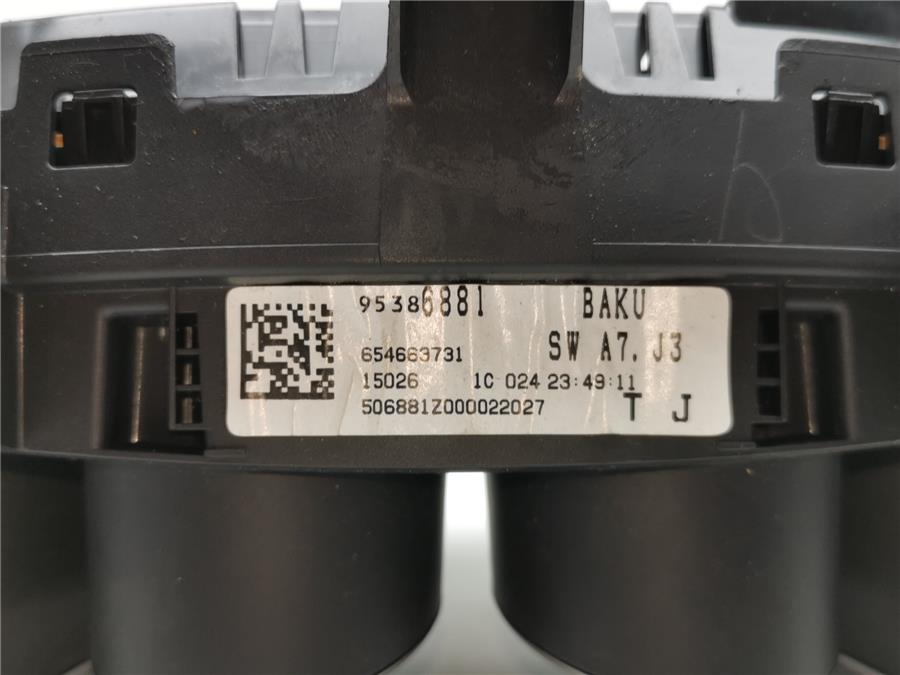 95386881 BAKU
654663731 SW A7. J3
15026 1C 024 23:49:11
506881Z000022027 T J